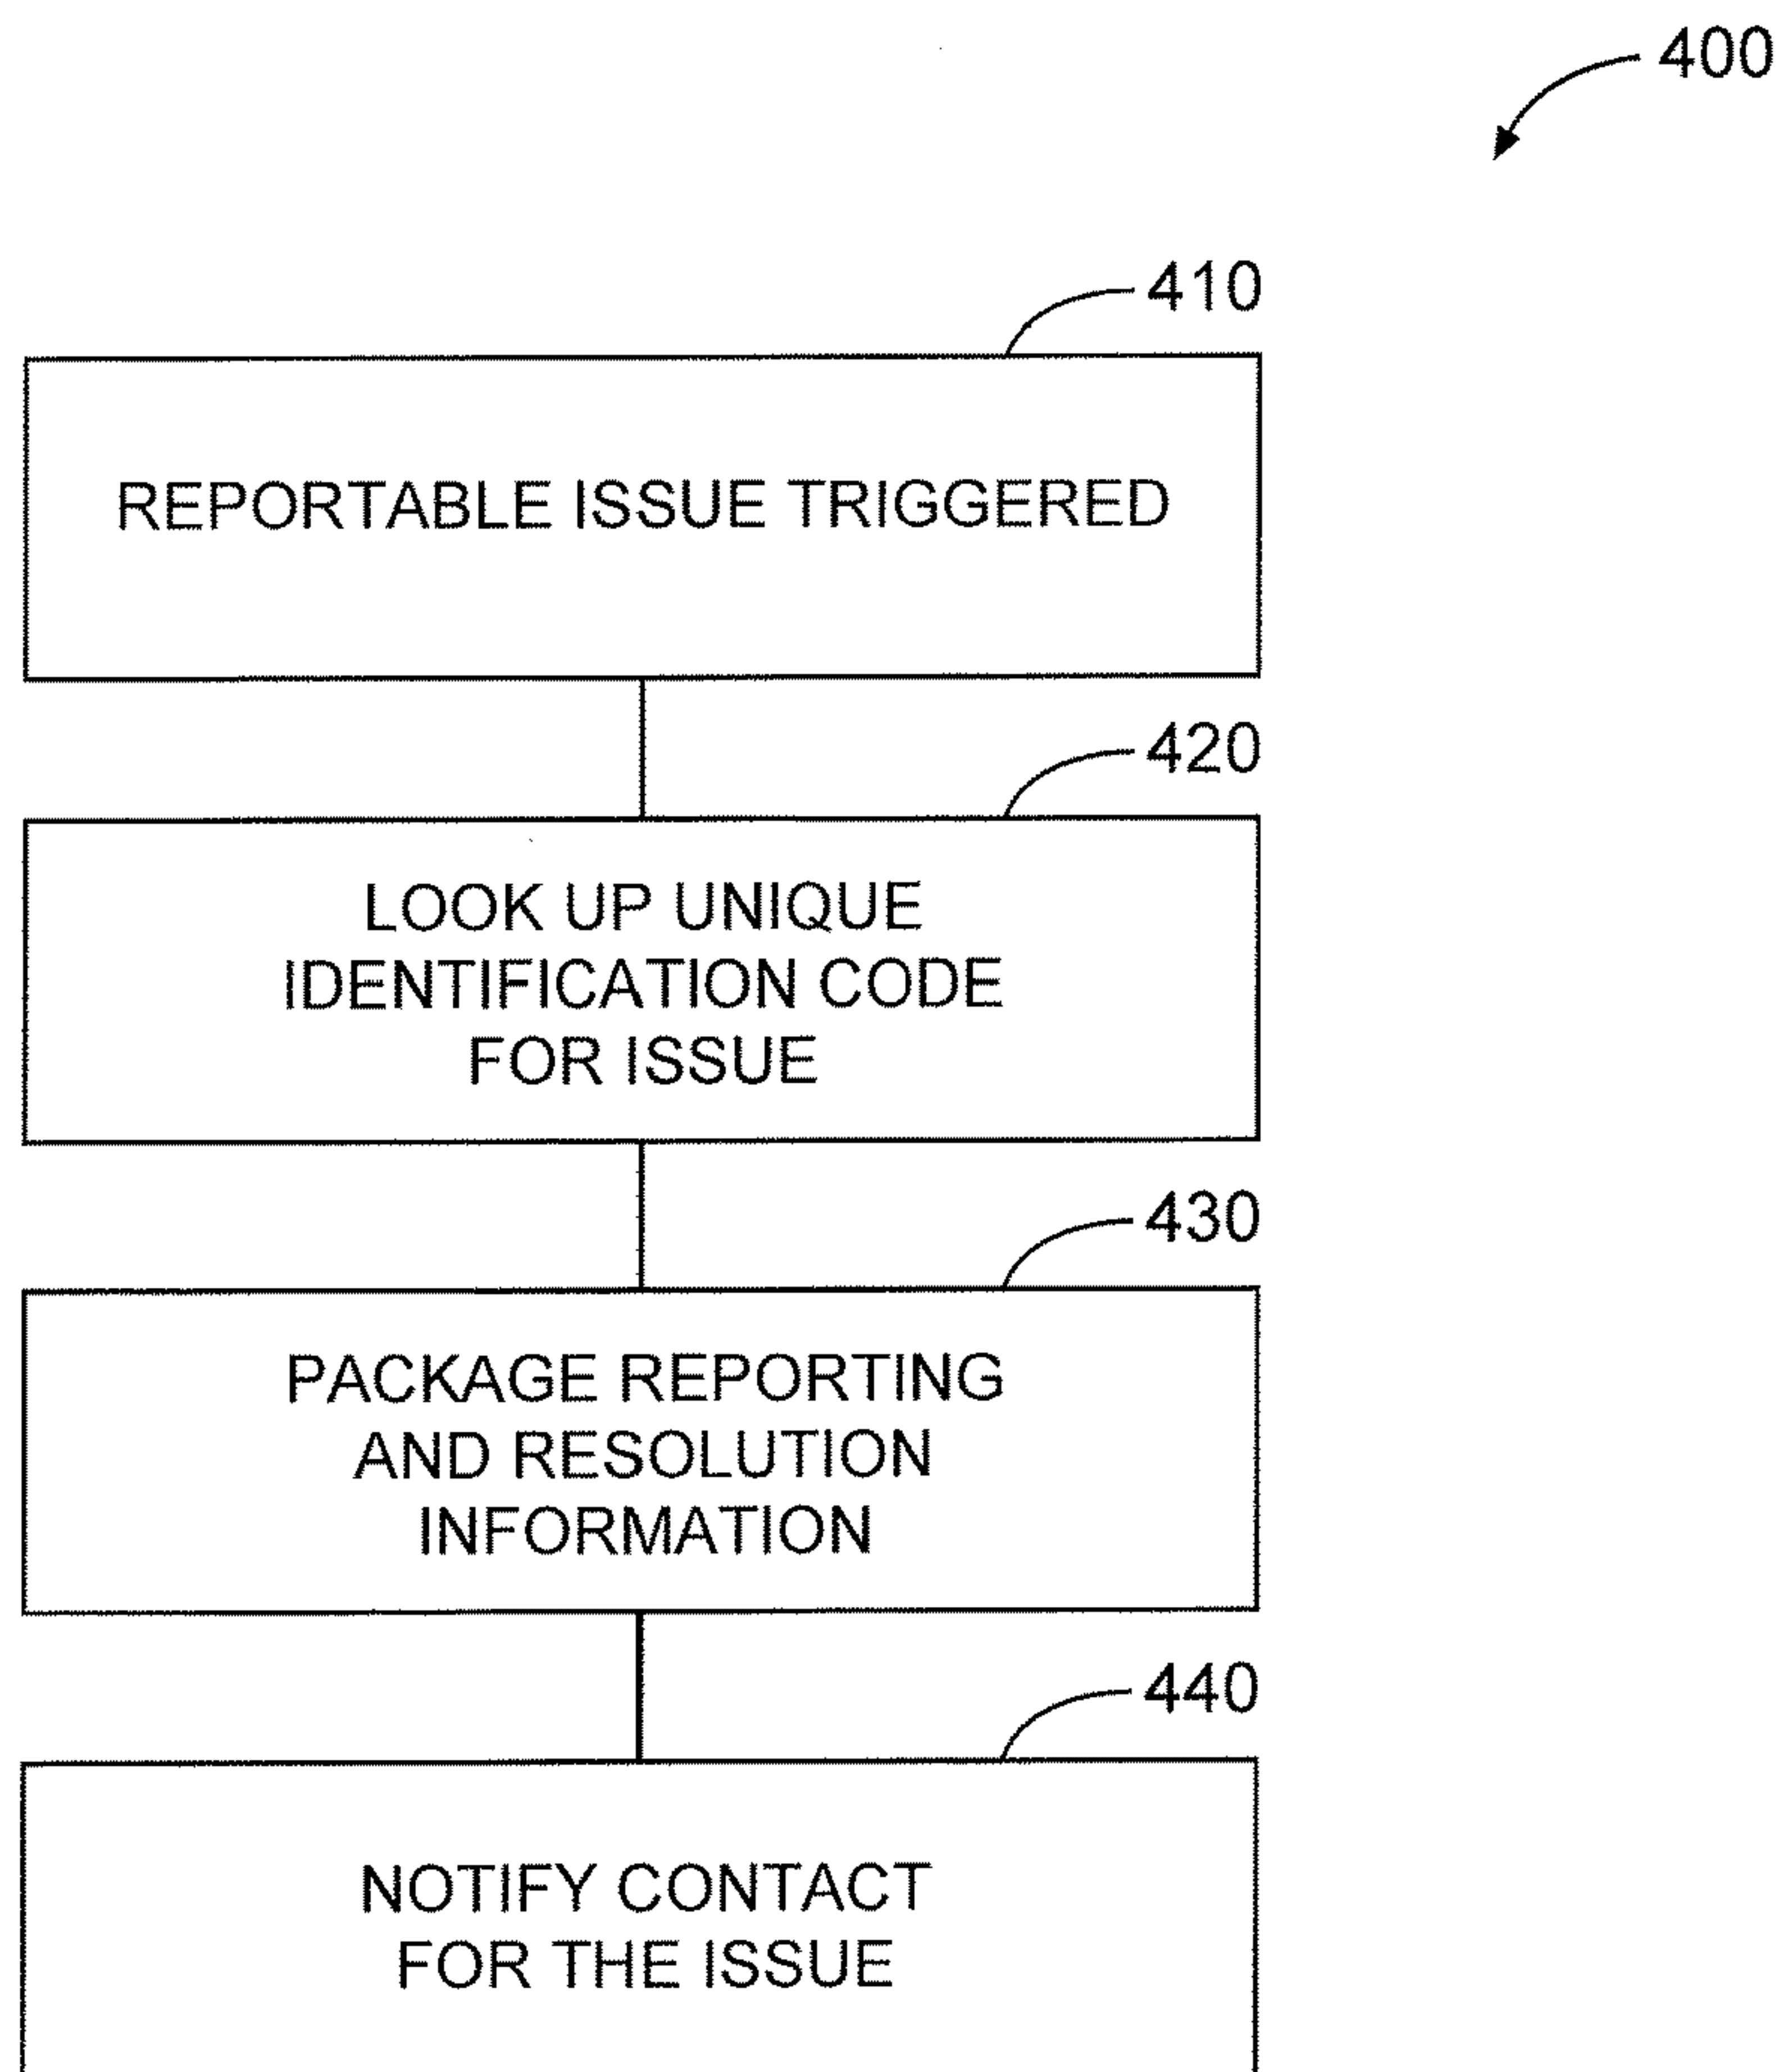 400
410
REPORTABLE ISSUE TRIGGERED
420
LOOK UP UNIQUE
IDENTIFICATION CODE
FOR ISSUE
430
PACKAGE REPORTING
AND RESOLUTION
INFORMATION
440
NOTIFY CONTACT
FOR THE ISSUE